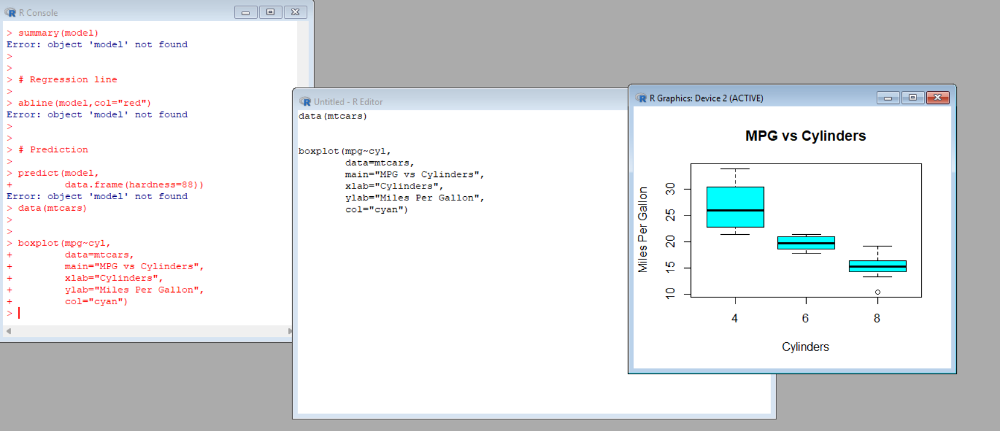 R Console
> summary(model)
Error: object 'model' not found
>
>
> # Regression line
>
> abline(model,col="red")
Error: object 'model' not found
>
>
> # Prediction
>
> predict(model,
+         data.frame(hardness=88))
Error: object 'model' not found
> data(mtcars)
>
>
> boxplot(mpg~cyl,
+         data=mtcars,
+         main="MPG vs Cylinders",
+         xlab="Cylinders",
+         ylab="Miles Per Gallon",
+         col="cyan")
>
Untitled - R Editor
data(mtcars)
boxplot(mpg~cyl,
        data=mtcars,
        main="MPG vs Cylinders",
        xlab="Cylinders",
        ylab="Miles Per Gallon",
        col="cyan")
R Graphics: Device 2 (ACTIVE)
MPG vs Cylinders
Miles Per Gallon
30
25
20
15
10
4 6 8
Cylinders